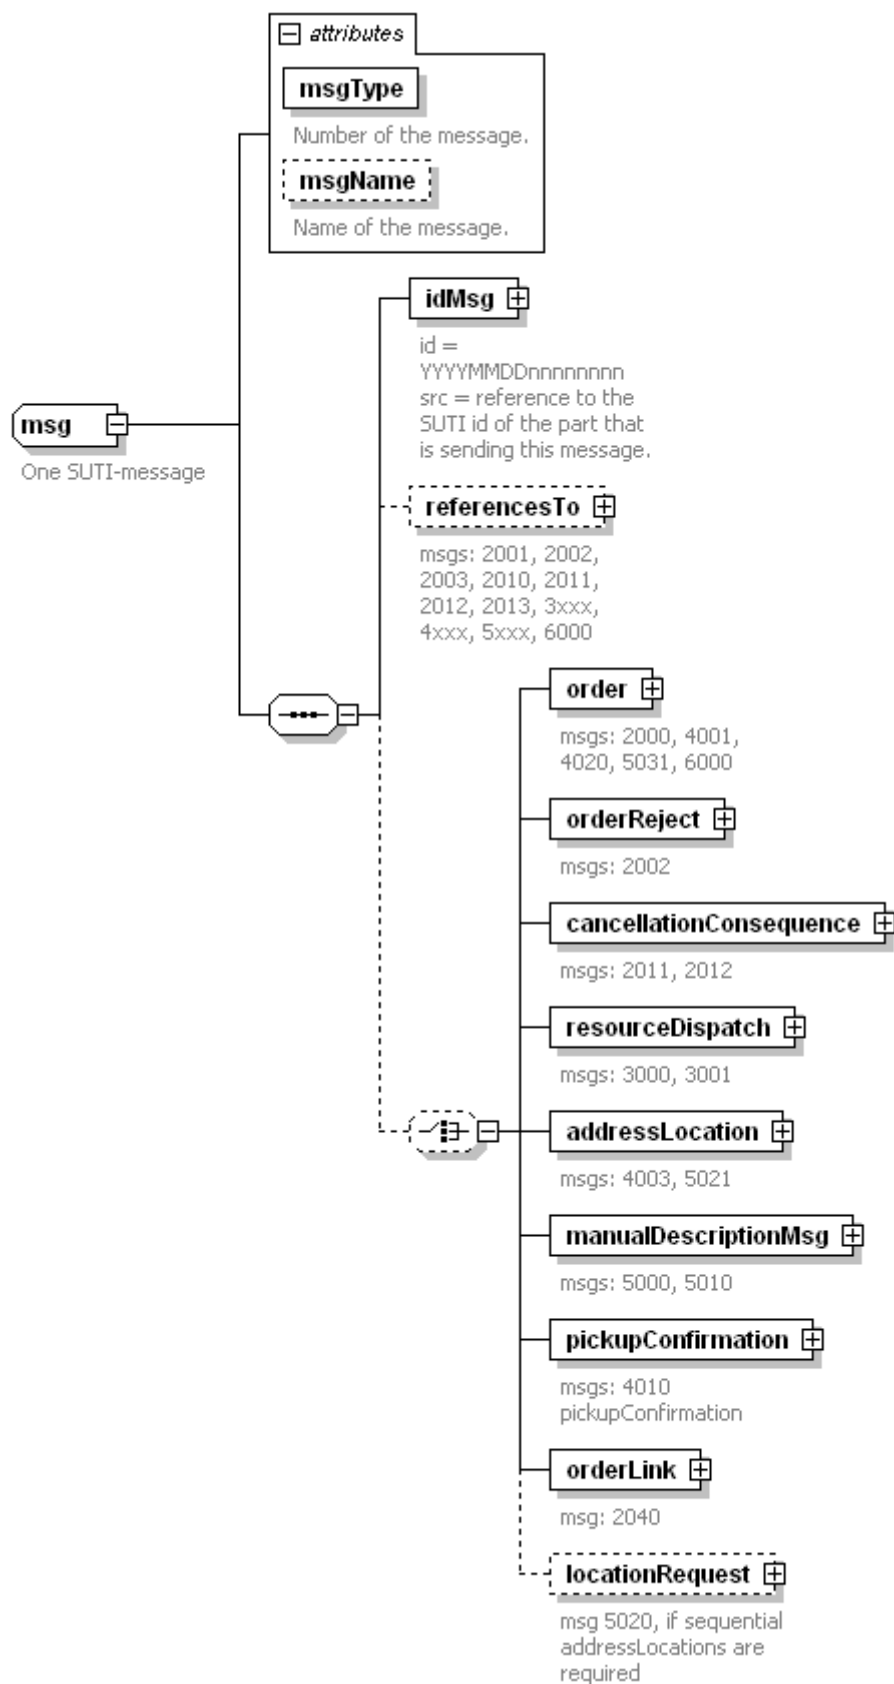 attributes
msgType
Number of the message.
msgName
Name of the message.
idMsg
id =
YYYYMMDDnnnnnnnn
src = reference to the
SUTI id of the part that
is sending this message.
msg
One SUTI-message
referencesTo
msgs: 2001, 2002,
2003, 2010, 2011,
2012, 2013, 3xxx,
4xxx, 5xxx, 6000
order
msgs: 2000, 4001,
4020, 5031, 6000
orderReject
msgs: 2002
cancellationConsequence
msgs: 2011, 2012
resourceDispatch
msgs: 3000, 3001
addressLocation
msgs: 4003, 5021
manualDescriptionMsg
msgs: 5000, 5010
pickupConfirmation
msgs: 4010
pickupConfirmation
orderLink
msg: 2040
locationRequest
msg 5020, if sequential
addressLocations are
required